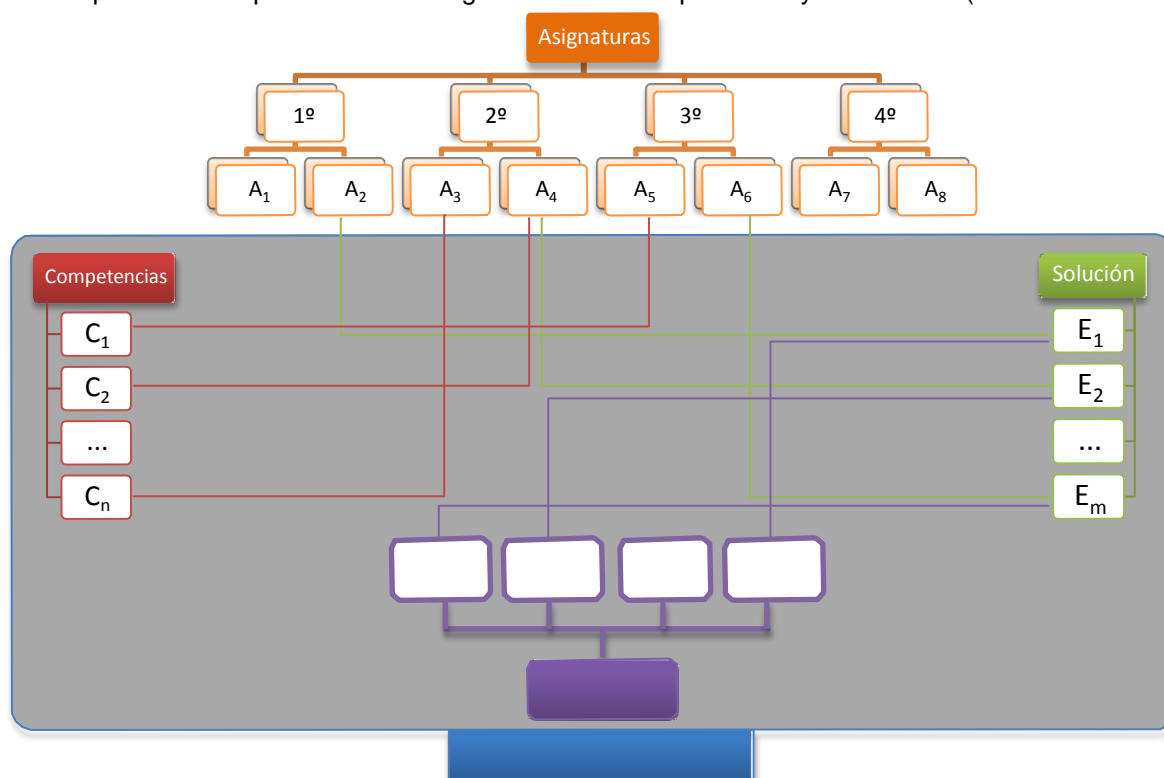 Asignaturas
1º 2º 3º 4º
A1 A2 A3 A4 A5 A6 A7 A8
Competencias
Solución
C1
E1
C2
E2
...
...
Cn
Em